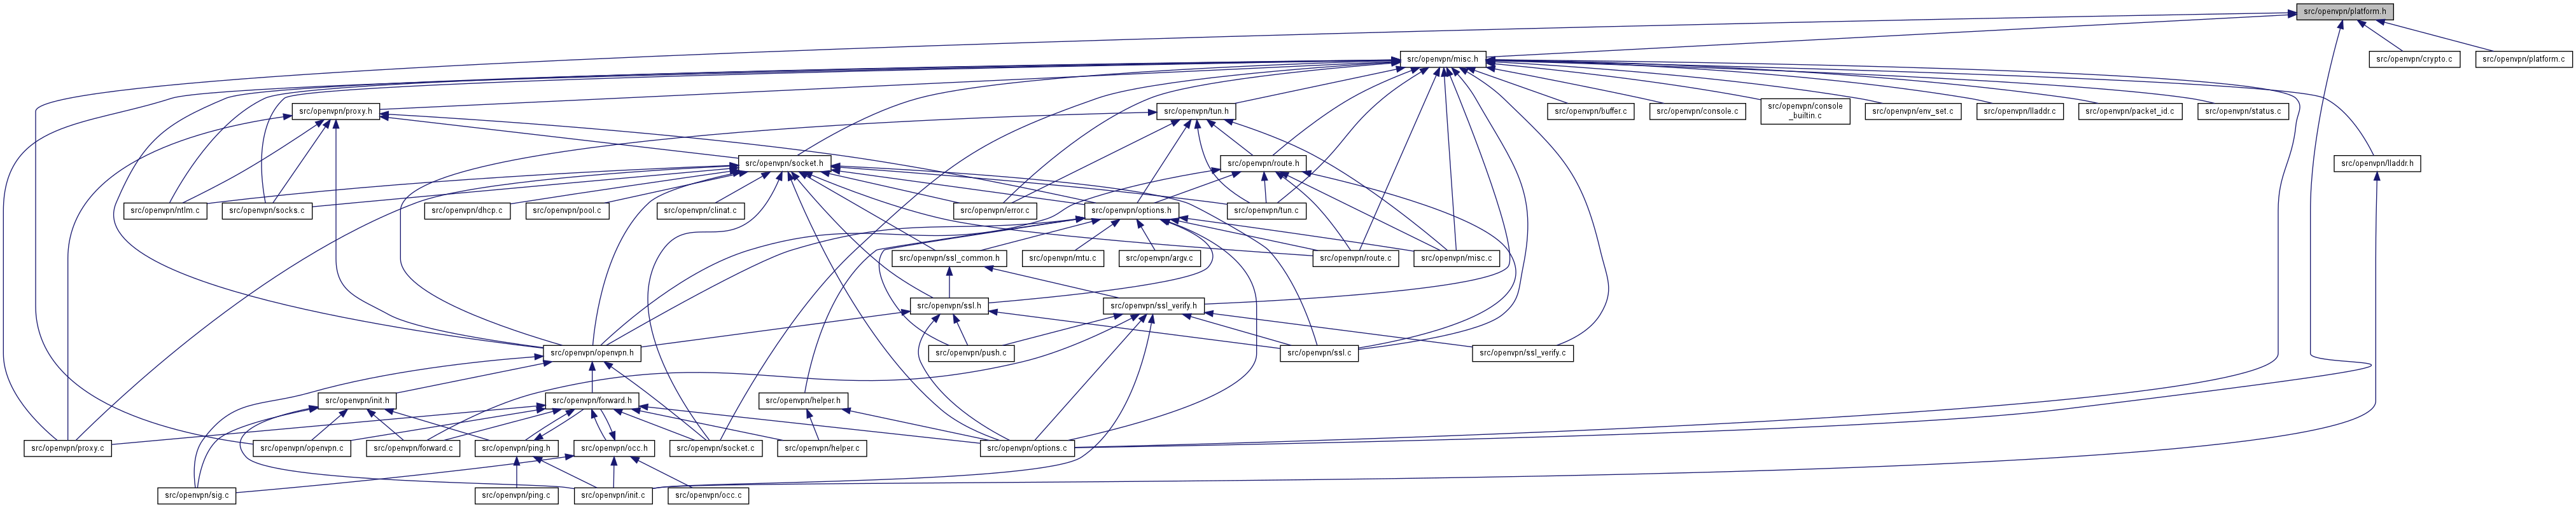 src/openvpn/platform.h
src/openvpn/misc.h
src/openvpn/crypto.c
src/openvpn/platform.c
src/openvpn/proxy.h
src/openvpn/tun.h
src/openvpn/buffer.c
src/openvpn/console.c
src/openvpn/console
_builtin.c
src/openvpn/env_set.c
src/openvpn/lladdr.c
src/openvpn/packet_id.c
src/openvpn/status.c
src/openvpn/socket.h
src/openvpn/route.h
src/openvpn/lladdr.h
src/openvpn/ntlm.c
src/openvpn/socks.c
src/openvpn/dhcp.c
src/openvpn/pool.c
src/openvpn/clinat.c
src/openvpn/error.c
src/openvpn/options.h
src/openvpn/tun.c
src/openvpn/ssl_common.h
src/openvpn/mtu.c
src/openvpn/argv.c
src/openvpn/route.c
src/openvpn/misc.c
src/openvpn/ssl.h
src/openvpn/ssl_verify.h
src/openvpn/openvpn.h
src/openvpn/push.c
src/openvpn/ssl.c
src/openvpn/ssl_verify.c
src/openvpn/init.h
src/openvpn/forward.h
src/openvpn/helper.h
src/openvpn/proxy.c
src/openvpn/openvpn.c
src/openvpn/forward.c
src/openvpn/ping.h
src/openvpn/occ.h
src/openvpn/socket.c
src/openvpn/helper.c
src/openvpn/options.c
src/openvpn/sig.c
src/openvpn/ping.c
src/openvpn/init.c
src/openvpn/occ.c